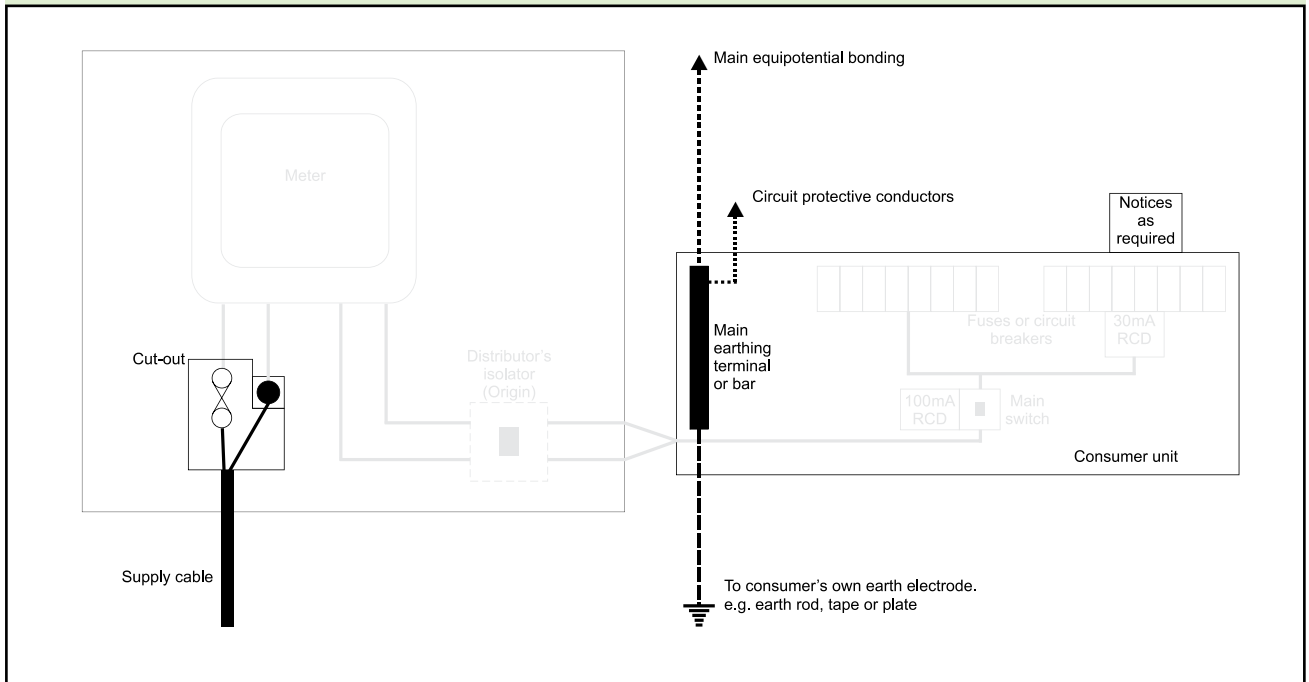 Main equipotential bonding
Meter
Circuit protective conductors
Notices
as
required
Cut-out
Distributor’s
isolator
(Origin)
Main
earthing
terminal
or bar
Fuses or circuit
breakers
30mA
RCD
100mA
RCD
Main
switch
Consumer unit
Supply cable
To consumer’s own earth electrode.
e.g. earth rod, tape or plate